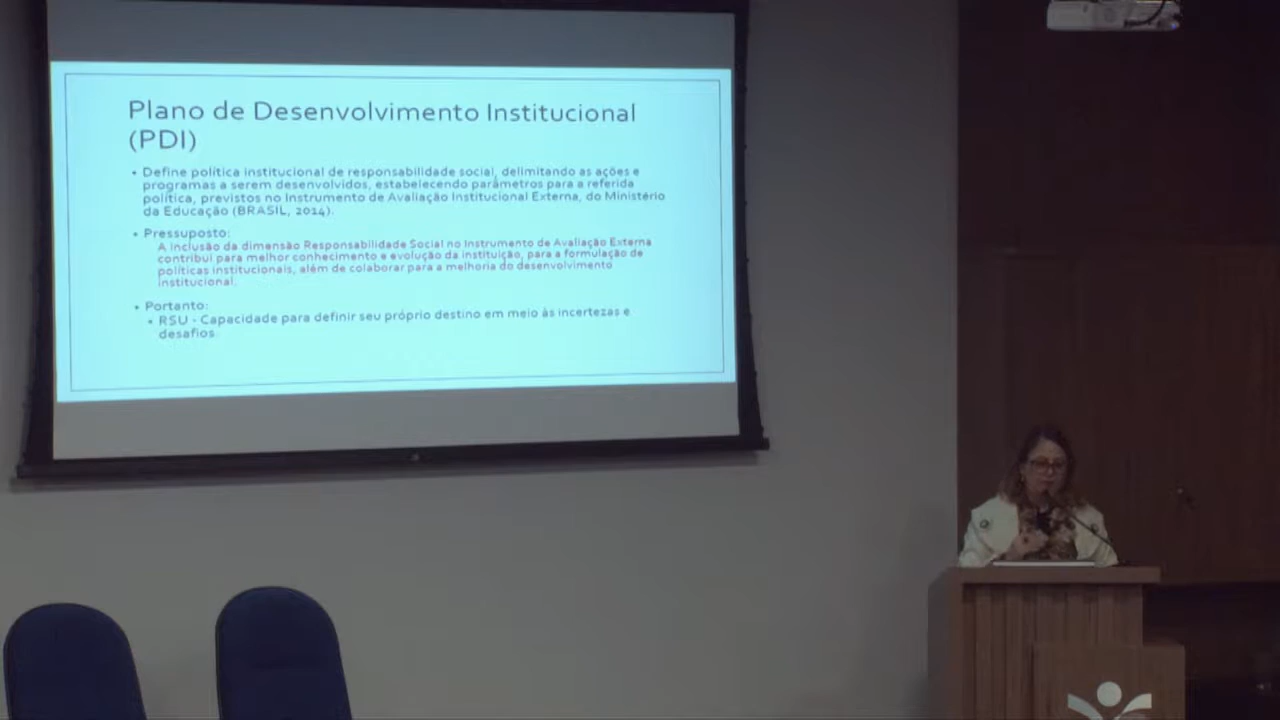 Plano de Desenvolvimento Institucional
(PDI)
• Define política institucional de responsabilidade social, delimitando as ações e
programas a serem desenvolvidos, estabelecendo parâmetros para a referida
política, previstos no Instrumento de Avaliação Institucional Externa, do Ministério
da Educação (BRASIL, 2014).
• Pressuposto:
A inclusão da dimensão Responsabilidade Social no Instrumento de Avaliação Externa
contribui para melhor conhecimento e evolução da instituição, para a formulação de
políticas institucionais, além de colaborar para a melhoria do desenvolvimento
institucional.
• Portanto:
• RSU - Capacidade para definir seu próprio destino em meio às incertezas e
desafios